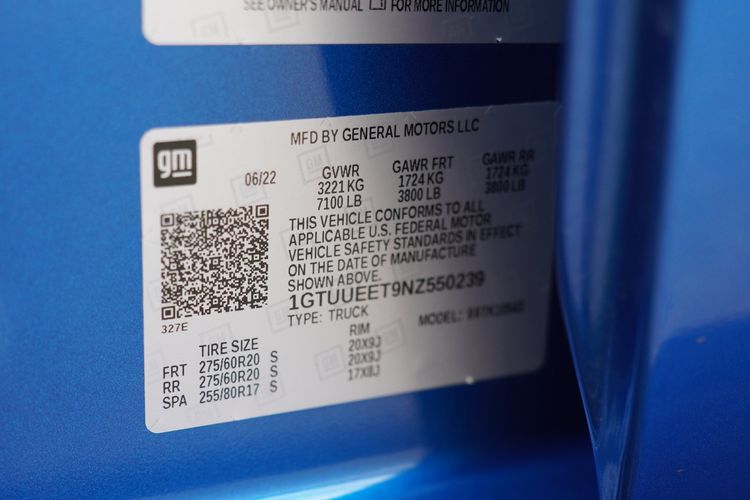 SEE OWNER'S MANUAL FOR MORE INFORMATION
MFD BY GENERAL MOTORS LLC
gm
06/22
GVWR GAWR FRT GAWR RR
3221 KG 1724 KG 1724 KG
7100 LB 3800 LB 3800 LB
THIS VEHICLE CONFORMS TO ALL
APPLICABLE U.S. FEDERAL MOTOR
VEHICLE SAFETY STANDARDS IN EFFECT
ON THE DATE OF MANUFACTURE
SHOWN ABOVE.
1GTUUEET9NZ550239
TYPE: TRUCK MODEL:
327E
TIRE SIZE RIM
FRT 275/60R20 S 20X9J
RR 275/60R20 S 20X9J
SPA 255/80R17 S 17X8J